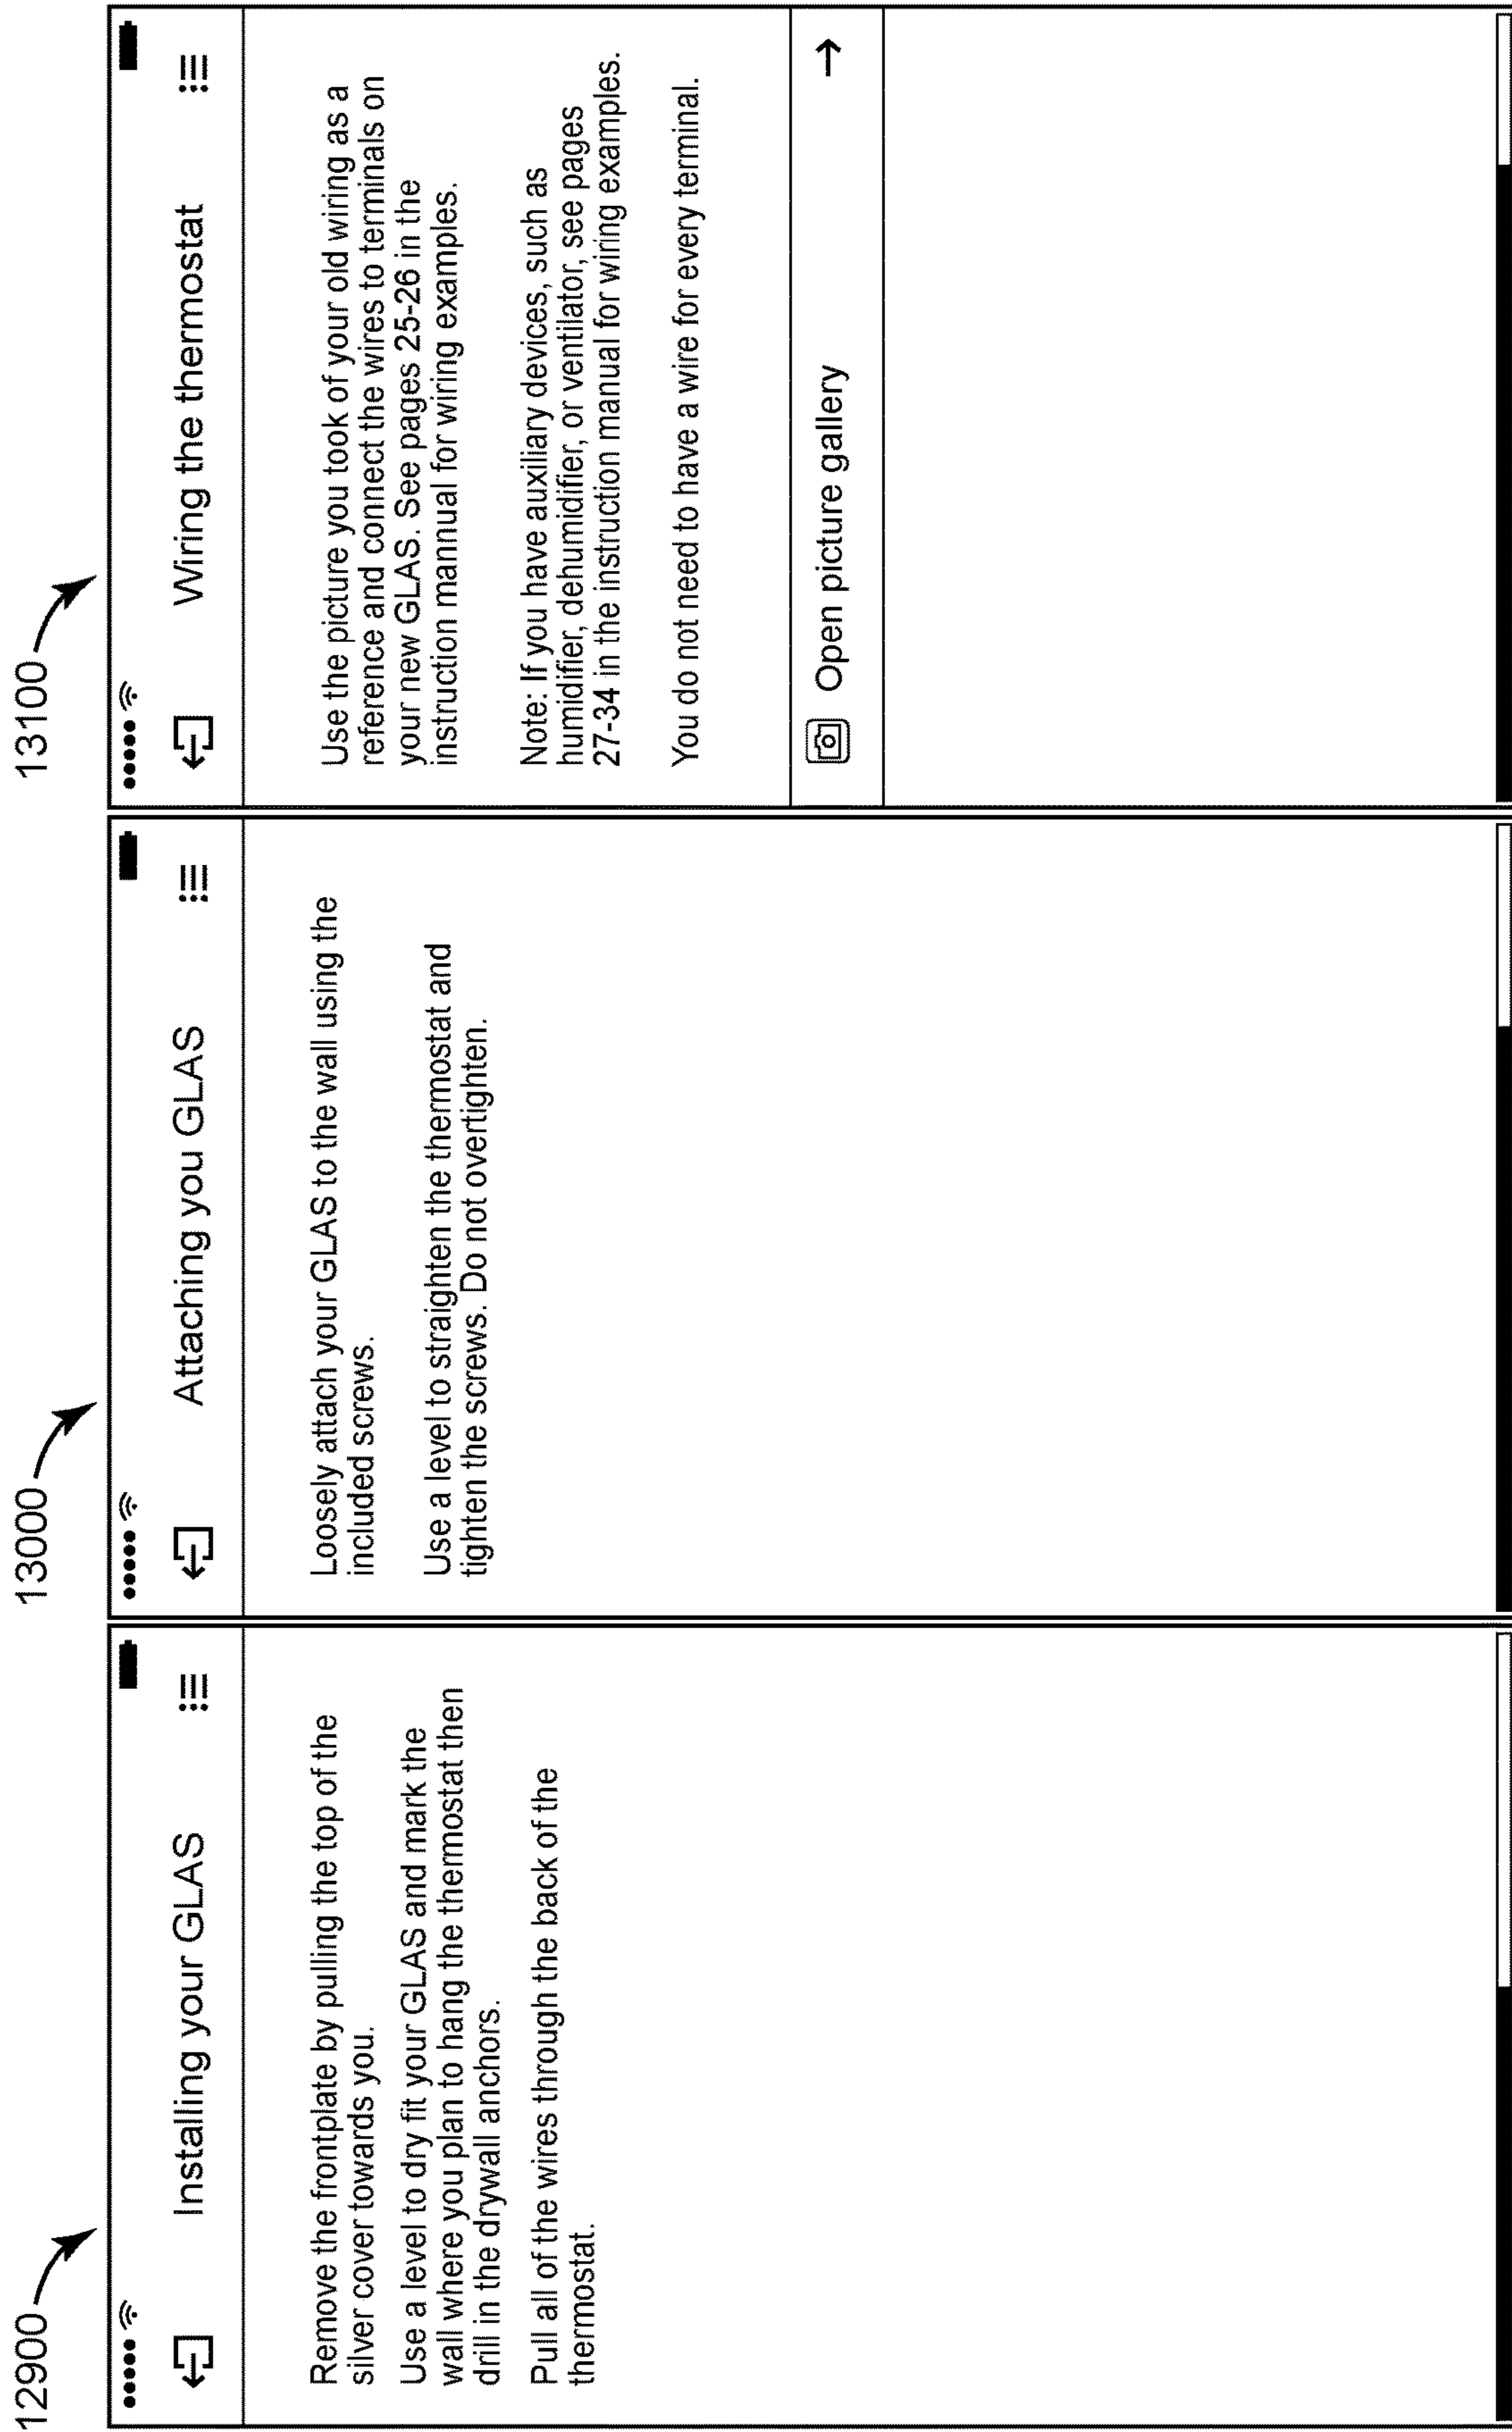 12900
Installing your GLAS
Remove the frontplate by pulling the top of the
silver cover towards you.
Use a level to dry fit your GLAS and mark the
wall where you plan to hang the thermostat then
drill in the drywall anchors.
Pull all of the wires through the back of the
thermostat.
13000
Attaching you GLAS
Loosely attach your GLAS to the wall using the
included screws.
Use a level to straighten the thermostat and
tighten the screws. Do not overtighten.
13100
Wiring the thermostat
Use the picture you took of your old wiring as a
reference and connect the wires to terminals on
your new GLAS. See pages 25-26 in the
instruction mannual for wiring examples.
Note: If you have auxiliary devices, such as
humidifier, dehumidifier, or ventilator, see pages
27-34 in the instruction manual for wiring examples.
You do not need to have a wire for every terminal.
Open picture gallery